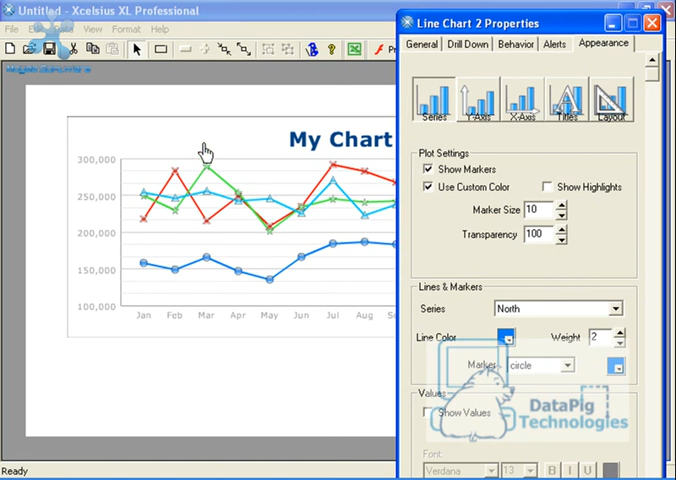 Untitled - Xcelsius XL Professional
Edit View Format Help
My Chart
300,000
250,000
200,000
150,000
100,000
Jan Feb Mar Apr May Jun Jul Aug
Ready
Line Chart 2 Properties
General Drill Down Behavior Alerts Appearance
Series Y-Axis X-Axis Titles Layout
Plot Settings
Show Markers
Use Custom Color Show Highlights
Marker Size 10
Transparency 100
Lines & Markers
Series North
Line Color Weight 2
Marker circle
Values
Show Values
Font:
Verdana 13 B I U
DataPig
Technologies